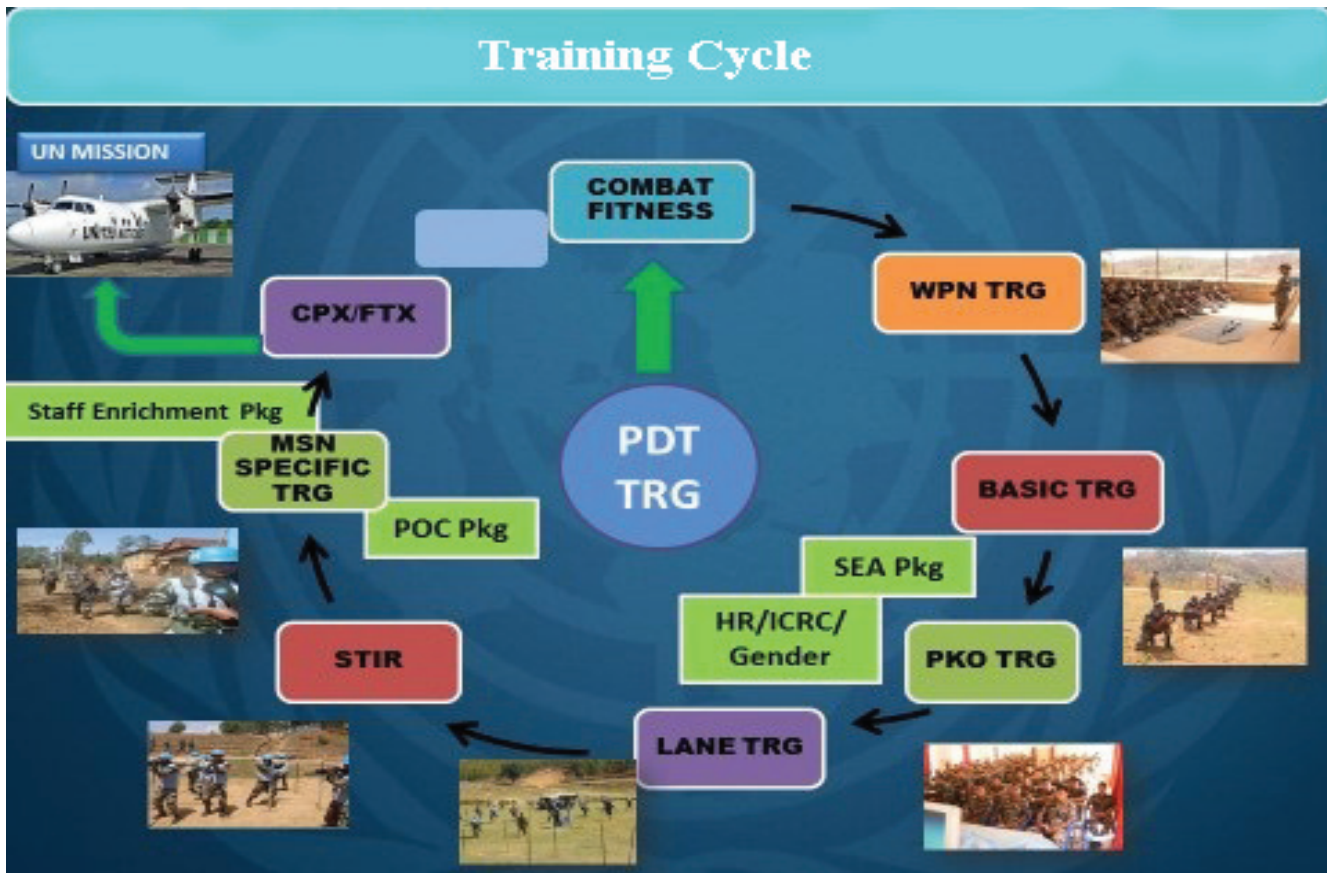 Training Cycle
UN MISSION
COMBAT
FITNESS
WPN TRG
CPX/FTX
Staff Enrichment Pkg
MSN
SPECIFIC
TRG
PDT
TRG
BASIC TRG
POC Pkg
SEA Pkg
HR/ICRC/
Gender
PKO TRG
STIR
LANE TRG